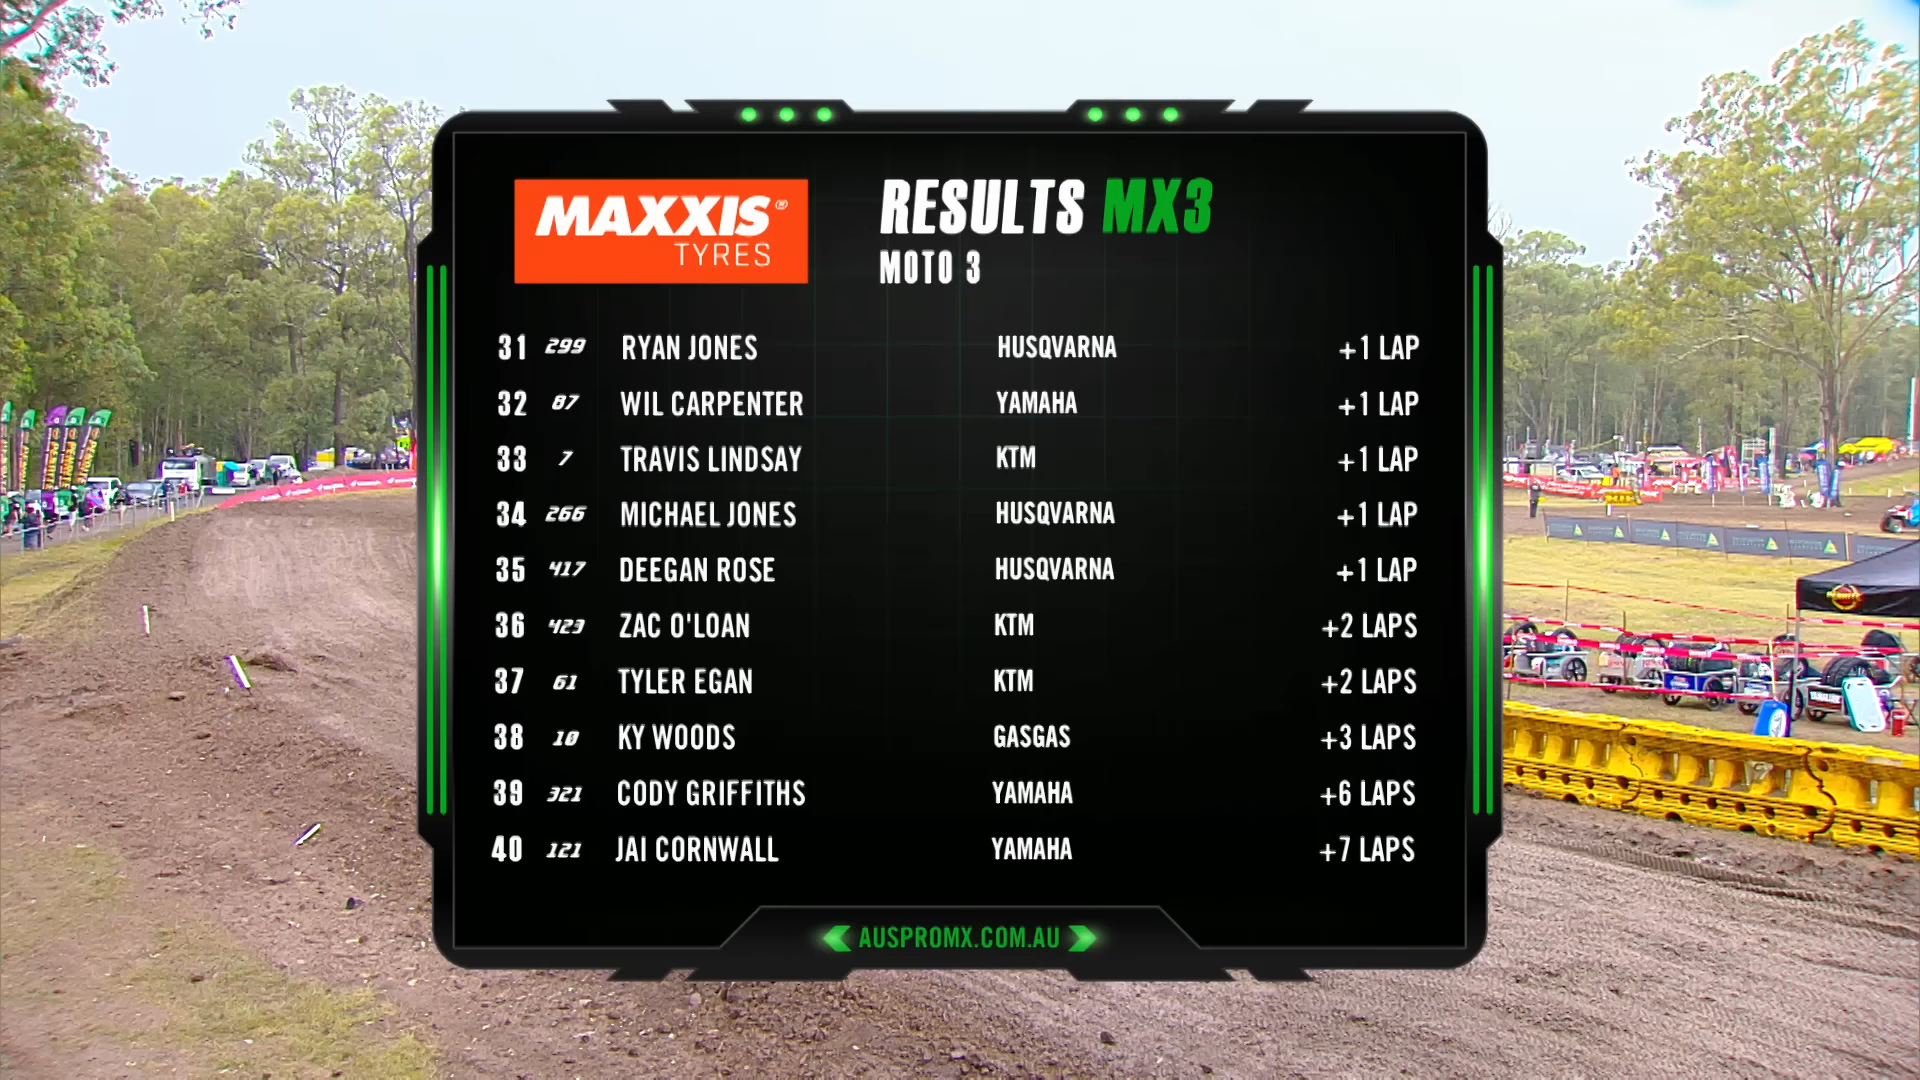 MAXXIS®
TYRES
RESULTS MX3
MOTO 3
31 299 RYAN JONES HUSQVARNA +1 LAP
32 87 WIL CARPENTER YAMAHA +1 LAP
33 7 TRAVIS LINDSAY KTM +1 LAP
34 266 MICHAEL JONES HUSQVARNA +1 LAP
35 417 DEEGAN ROSE HUSQVARNA +1 LAP
36 423 ZAC O'LOAN KTM +2 LAPS
37 61 TYLER EGAN KTM +2 LAPS
38 10 KY WOODS GASGAS +3 LAPS
39 321 CODY GRIFFITHS YAMAHA +6 LAPS
40 121 JAI CORNWALL YAMAHA +7 LAPS
AUSPROMX.COM.AU